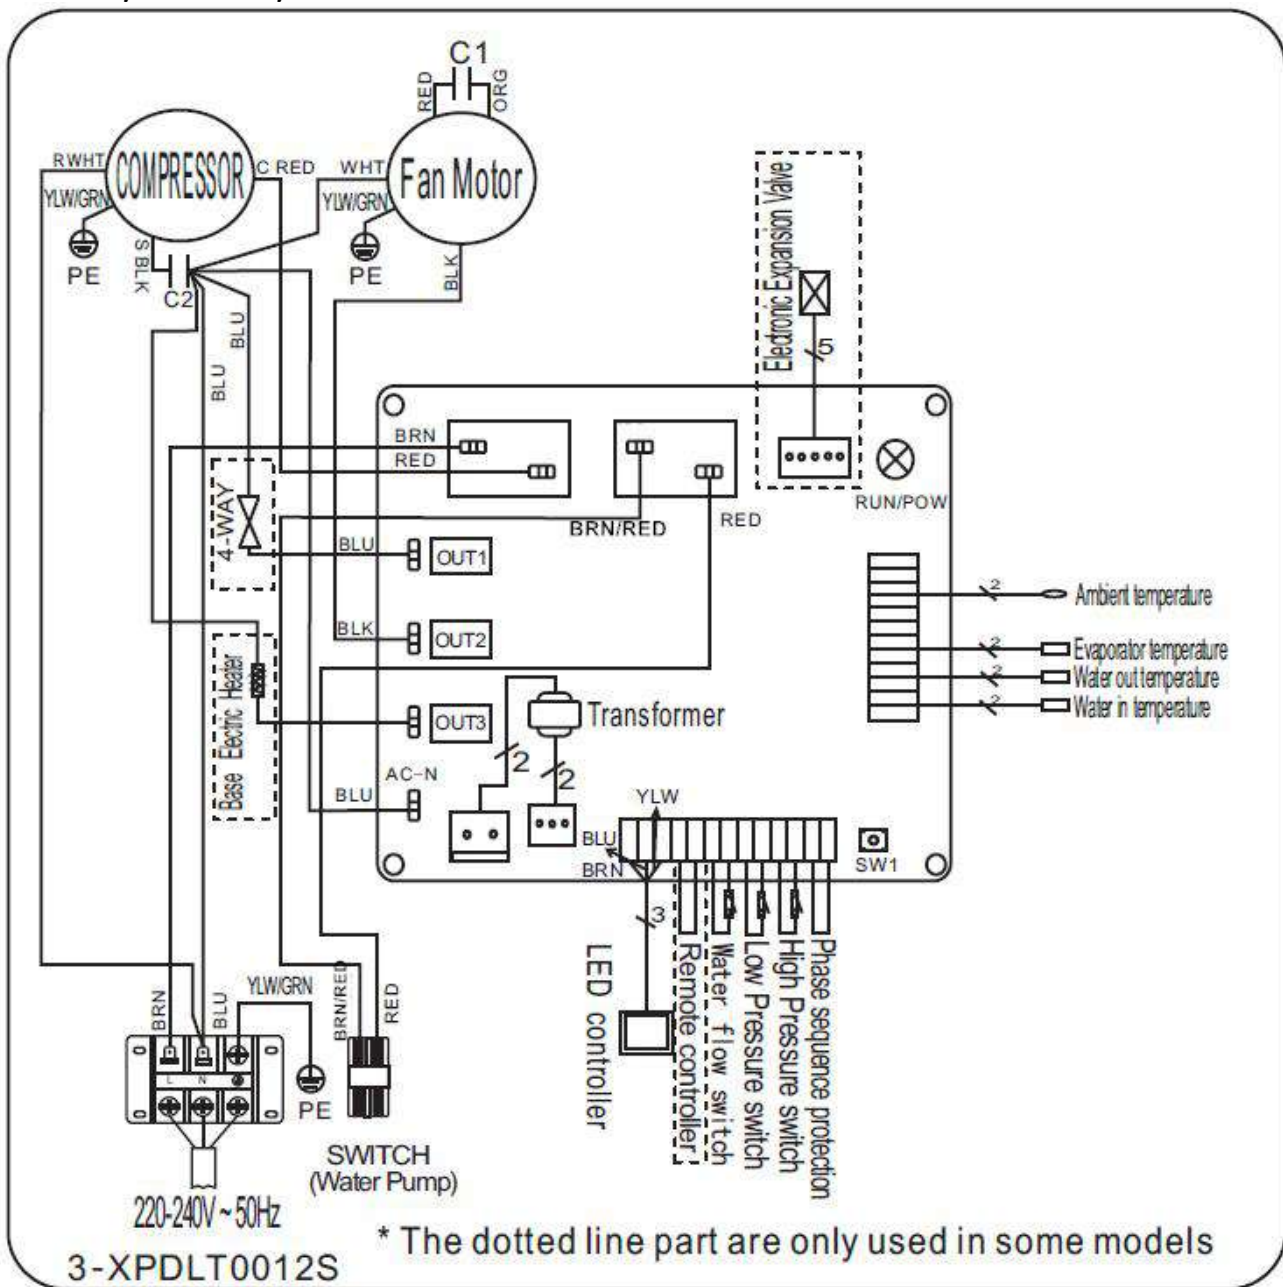 C1
RED
ORG
RWHT
COMPRESSOR
C RED
WHT
Fan Motor
YLW/GRN
YLW/GRN
PE
PE
S BLK
C2
BLK
BLU
BLU
Electronic Expansion Valve
5
BRN
RED
BRN/RED
RED
RUN/POW
4-WAY
BLU
OUT1
BLK
OUT2
Base Electric Heater
OUT3
AC-N
BLU
Transformer
2
2
2
Ambient temperature
2
Evaporator temperature
2
Water out temperature
2
Water in temperature
YLW
BLU
BRN
SW1
3
LED controller
Remote controller
Water flow switch
Low Pressure switch
High Pressure switch
Phase sequence protection
BRN
BLU
YLW/GRN
BRN/RED
RED
L
N
PE
SWITCH
(Water Pump)
220-240V ~ 50Hz
* The dotted line part are only used in some models
3-XPDLT0012S